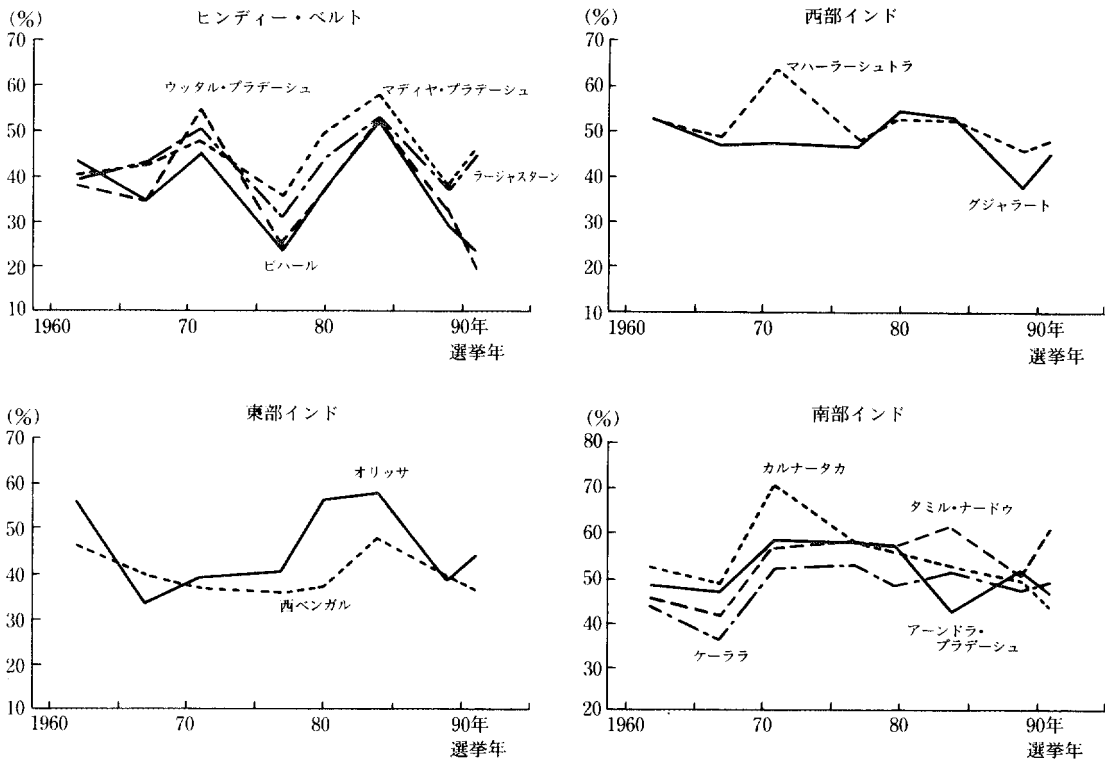 ヒンディー・ベルト
(%)
70
60
50
40
30
20
10
ウッタル・プラデーシュ
マディヤ・プラデーシュ
ラージャスターン
ビハール
1960
70
80
90年
選挙年
西部インド
(%)
70
60
50
40
30
20
10
マハーラーシュトラ
グジャラート
1960
70
80
90年
選挙年
東部インド
(%)
70
60
50
40
30
20
10
オリッサ
西ベンガル
1960
70
80
90年
選挙年
南部インド
(%)
80
70
60
50
40
30
20
カルナータカ
タミル・ナードゥ
アーンドラ・
プラデーシュ
ケーララ
1960
70
80
90年
選挙年